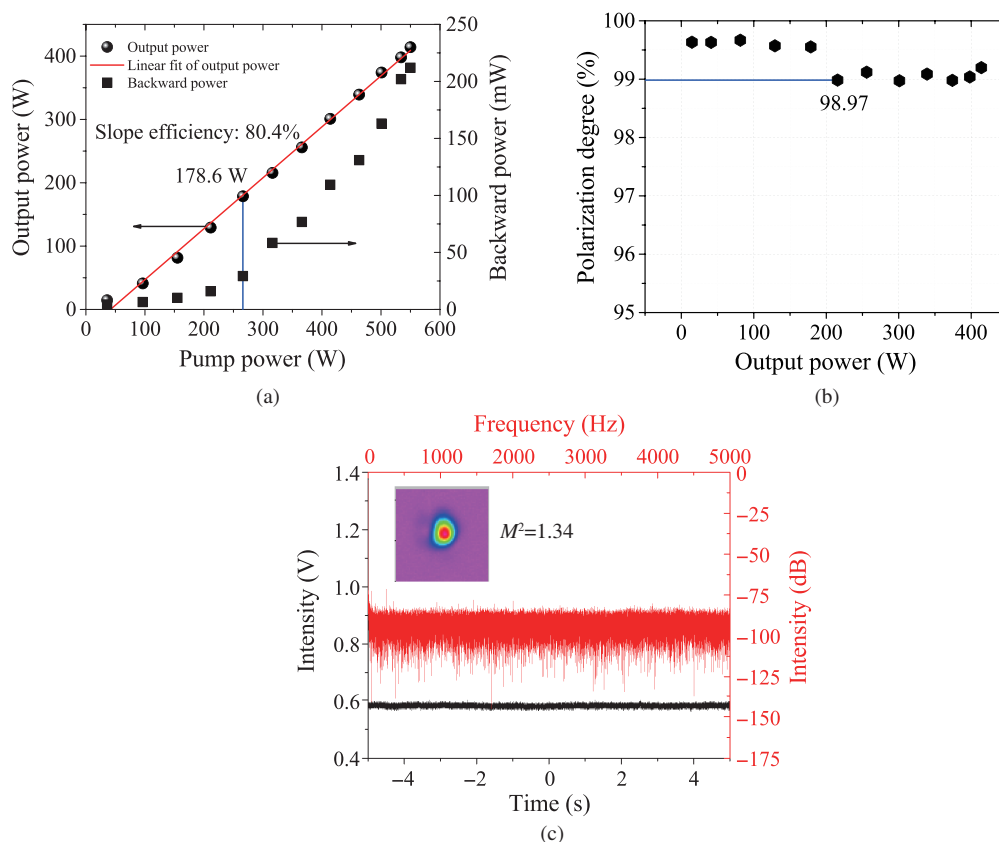 Output power
Linear fit of output power
Backward power
Slope efficiency: 80.4%
178.6 W
Output power (W)
0
100
200
300
400
Backward power (mW)
0
50
100
150
200
250
0 100 200 300 400 500 600
Pump power (W)
(a)
Polarization degree (%)
100
99
98
97
96
95
98.97
0 100 200 300 400
Output power (W)
(b)
Frequency (Hz)
0 1000 2000 3000 4000 5000
Intensity (V)
1.4
1.2
1.0
0.8
0.6
0.4
M²=1.34
0
−25
−50
−75
−100
−125
−150
−175
Intensity (dB)
−4 −2 0 2 4
Time (s)
(c)